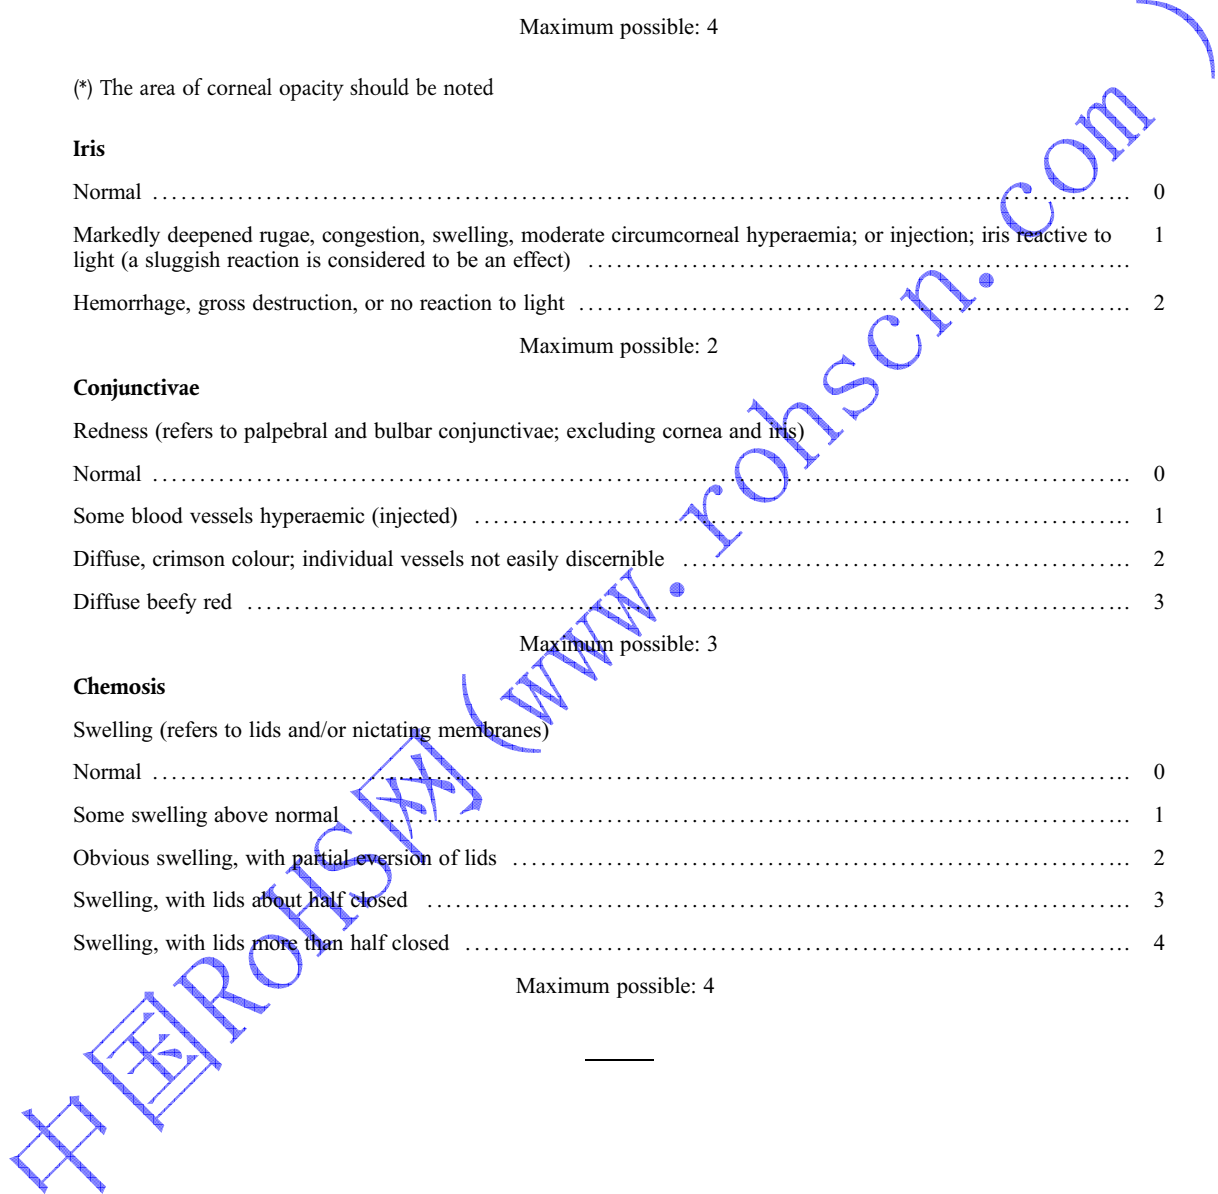 Maximum possible: 4
(*) The area of corneal opacity should be noted
Iris
Normal ........................................ 0
Markedly deepened rugae, congestion, swelling, moderate circumcorneal hyperaemia; or injection; iris reactive to 1
light (a sluggish reaction is considered to be an effect) ........................................
Hemorrhage, gross destruction, or no reaction to light ........................................ 2
Maximum possible: 2
Conjunctivae
Redness (refers to palpebral and bulbar conjunctivae; excluding cornea and iris)
Normal ........................................ 0
Some blood vessels hyperaemic (injected) ........................................ 1
Diffuse, crimson colour; individual vessels not easily discernible ........................................ 2
Diffuse beefy red ........................................ 3
Maximum possible: 3
Chemosis
Swelling (refers to lids and/or nictating membranes)
Normal ........................................ 0
Some swelling above normal ........................................ 1
Obvious swelling, with partial eversion of lids ........................................ 2
Swelling, with lids about half closed ........................................ 3
Swelling, with lids more than half closed ........................................ 4
Maximum possible: 4
中国RoHS网(www.rohscn.com)